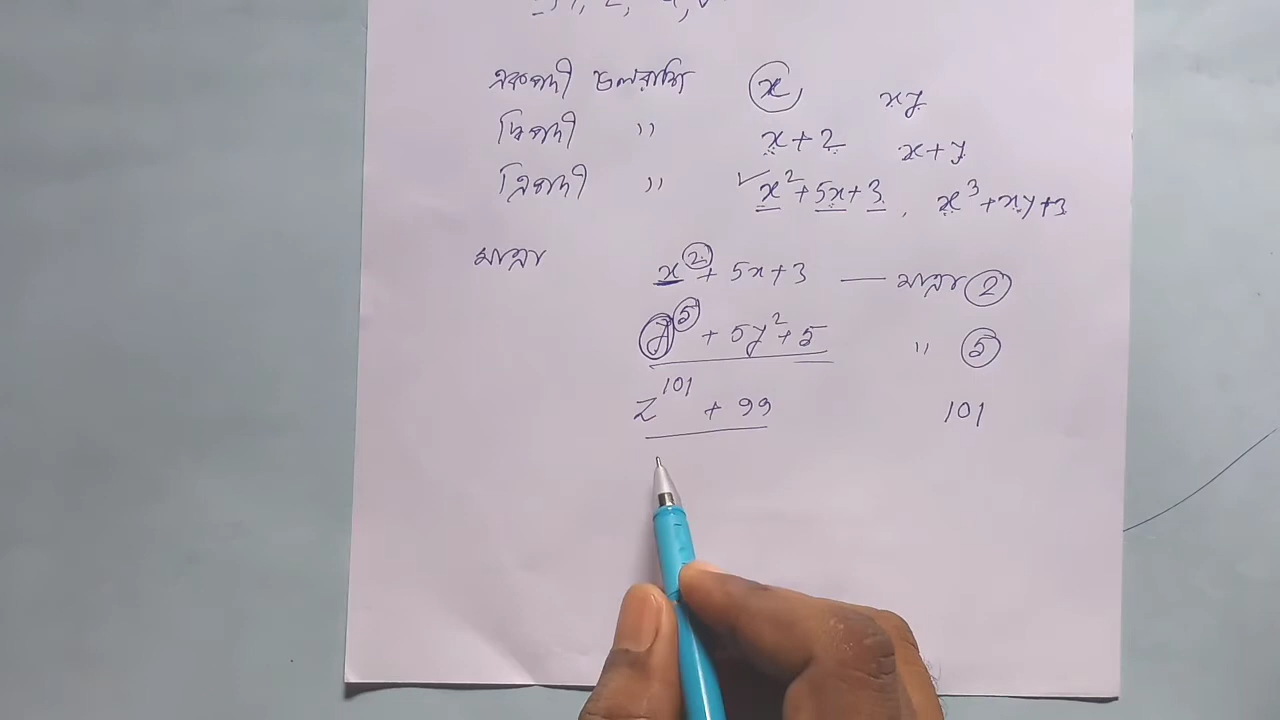 একপদী চলরাশি x, xy
দ্বিপদী " x+2 x+y
ত্রিপদী " ✓x²+5x+3, x³+xy+3
মাত্রা x²+5x+3 — মাত্রা 2
y⁵+5y²+5 " 5
z¹⁰¹+99 101